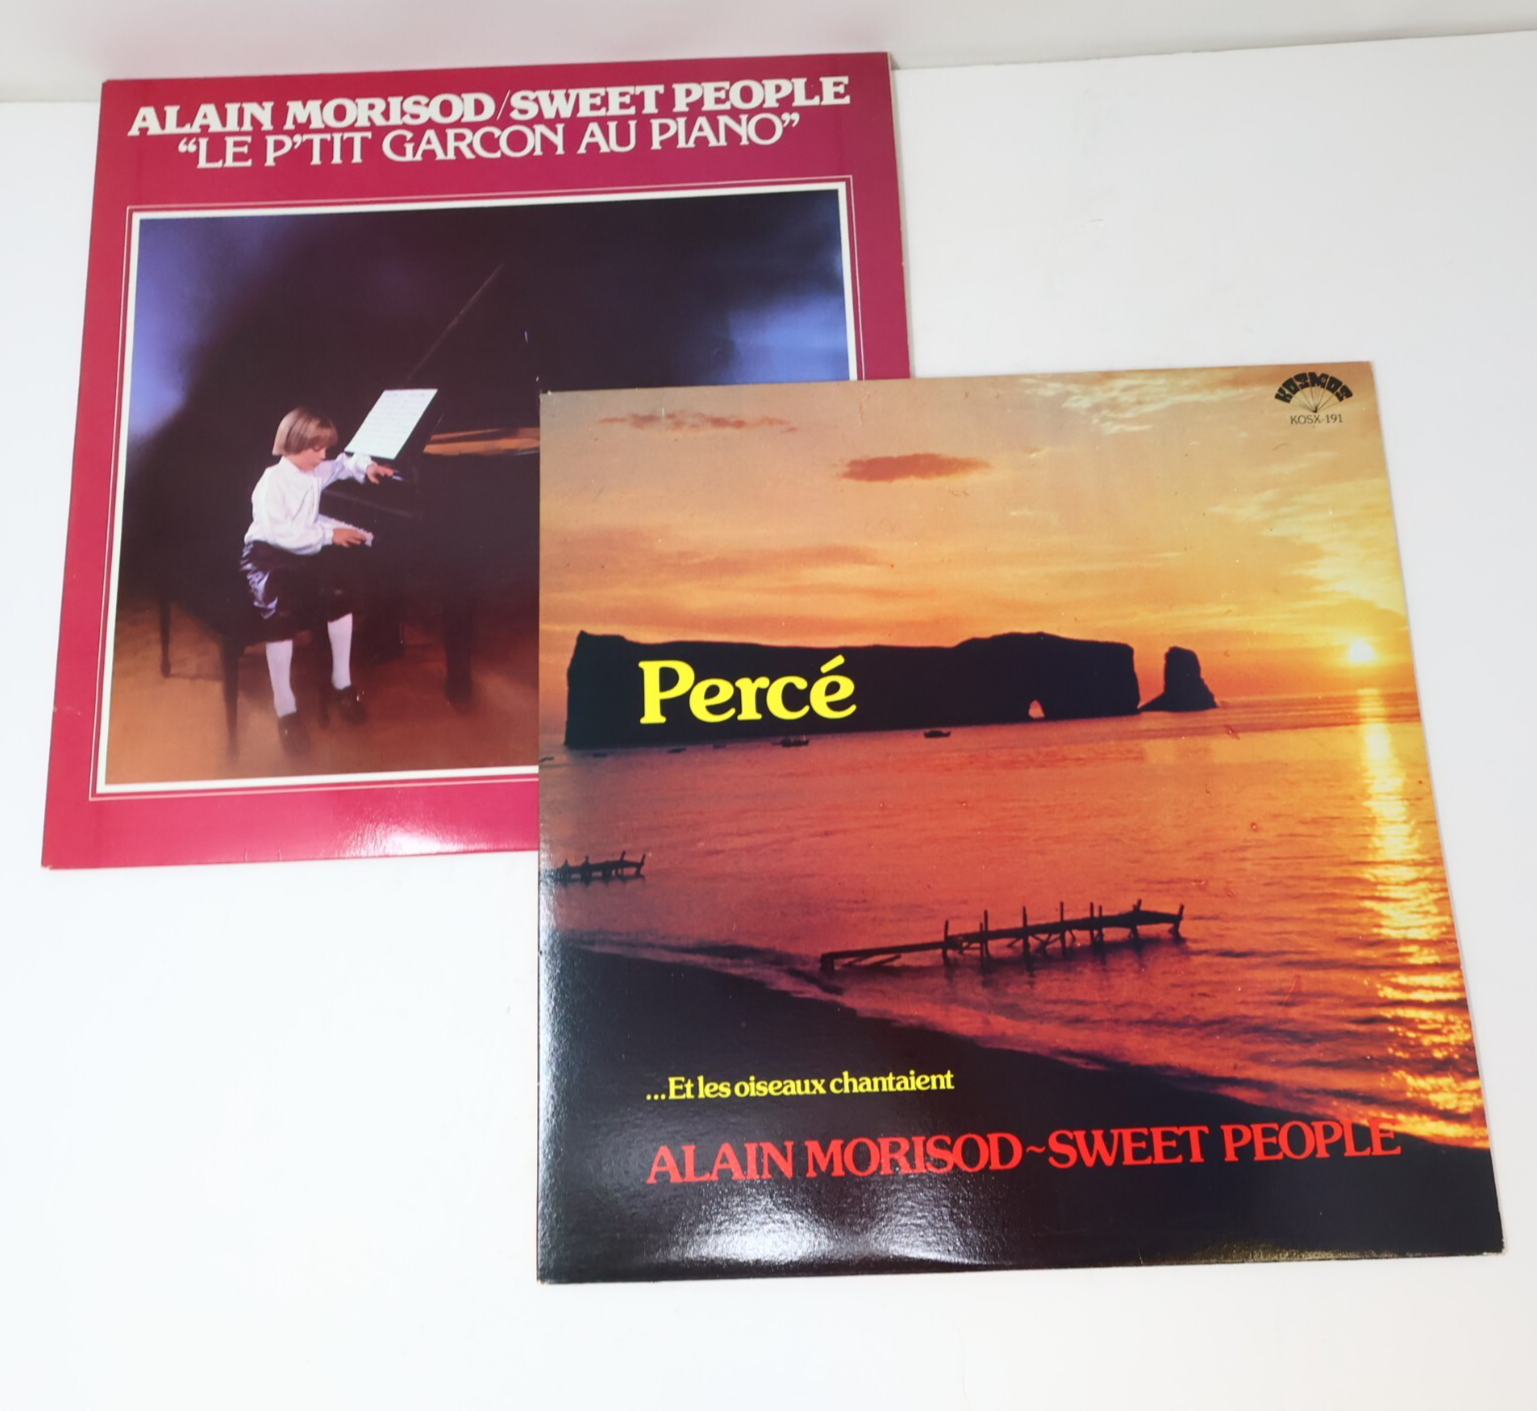 ALAIN MORISOD/SWEET PEOPLE
“LE P’TIT GARCON AU PIANO”
KOSMOS
KOSX-191
Percé
...Et les oiseaux chantaient
ALAIN MORISOD~SWEET PEOPLE